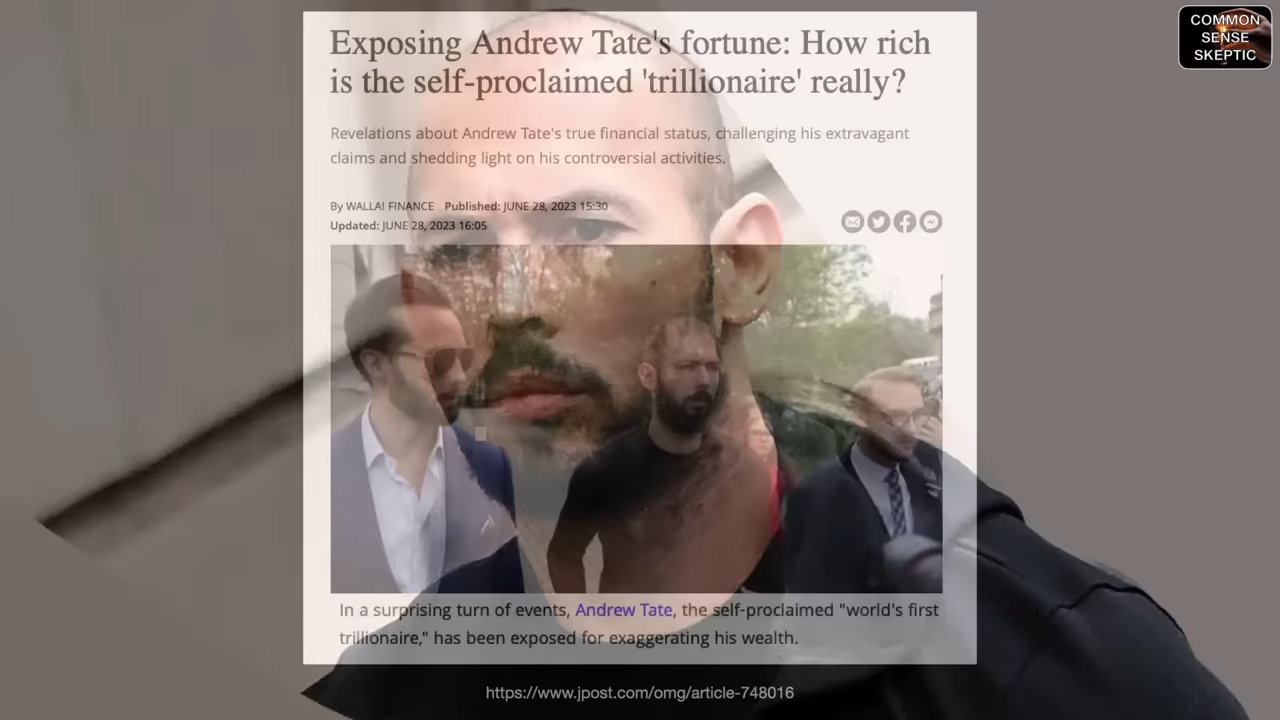 COMMON
SENSE
SKEPTIC
Exposing Andrew Tate's fortune: How rich
is the self-proclaimed 'trillionaire' really?
Revelations about Andrew Tate's true financial status, challenging his extravagant
claims and shedding light on his controversial activities.
By WALLA! FINANCE Published: JUNE 28, 2023 15:30
Updated: JUNE 28, 2023 16:05
In a surprising turn of events, Andrew Tate, the self-proclaimed "world's first
trillionaire," has been exposed for exaggerating his wealth.
https://www.jpost.com/omg/article-748016